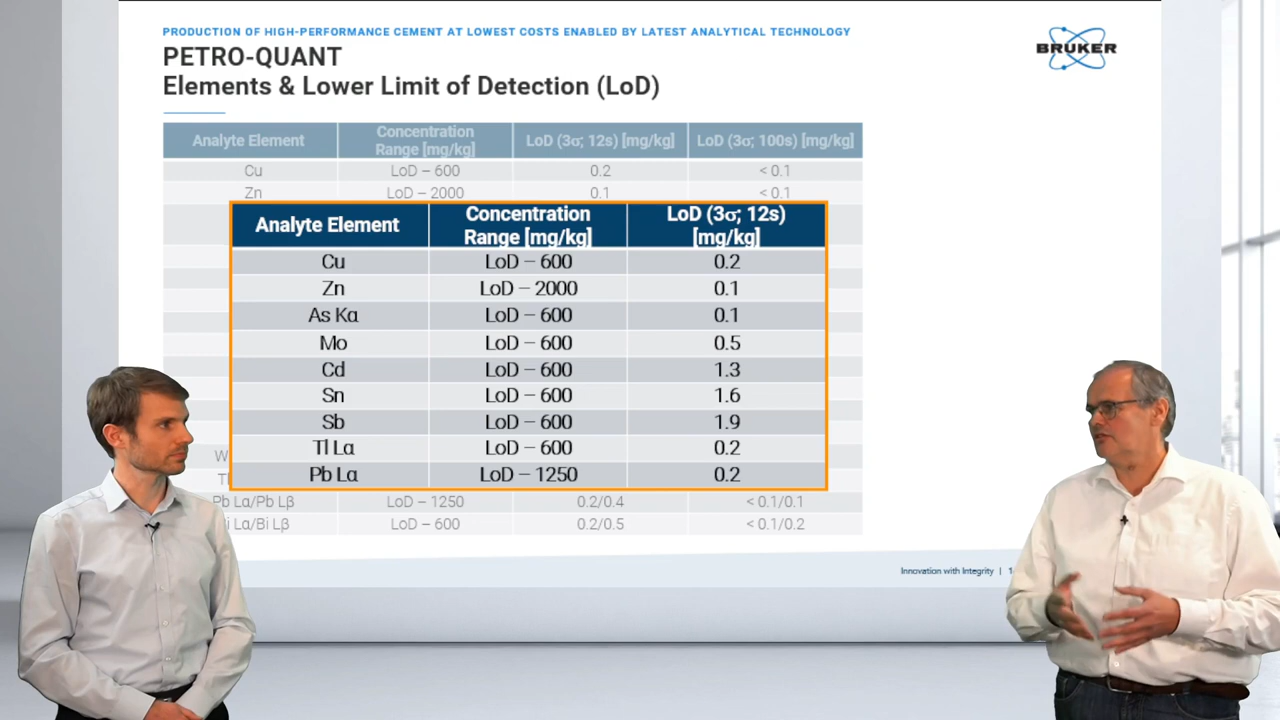 PRODUCTION OF HIGH-PERFORMANCE CEMENT AT LOWEST COSTS ENABLED BY LATEST ANALYTICAL TECHNOLOGY
PETRO-QUANT
Elements & Lower Limit of Detection (LoD)
BRUKER
Analyte Element Concentration Range [mg/kg] LoD (3σ; 12s) [mg/kg] LoD (3σ; 100s) [mg/kg]
Cu LoD – 600 0.2 < 0.1
Zn LoD – 2000 0.1 < 0.1
Analyte Element Concentration Range [mg/kg] LoD (3σ; 12s) [mg/kg]
Cu LoD – 600 0.2
Zn LoD – 2000 0.1
As Kα LoD – 600 0.1
Mo LoD – 600 0.5
Cd LoD – 600 1.3
Sn LoD – 600 1.6
Sb LoD – 600 1.9
Tl Lα LoD – 600 0.2
Pb Lα LoD – 1250 0.2
Pb Lα/Pb Lβ LoD – 1250 0.2/0.4 < 0.1/0.1
Lα/Bi Lβ LoD – 600 0.2/0.5 < 0.1/0.2
Innovation with Integrity |